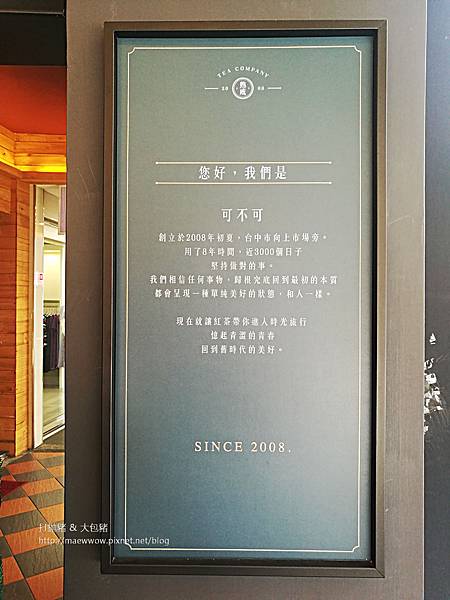 TEA COMPANY
20 熟成 08
您好，我們是
可不可
創立於2008年初夏，台中市向上市場旁。
用了8年時間，近3000個日子
堅持做對的事。
我們相信任何事物，歸根究底回到最初的本質
都會呈現一種單純美好的狀態，和人一樣。
現在就讓紅茶帶你進入時光旅行
憶起青澀的青春
回到舊時代的美好。
SINCE 2008.
& 大包豬
http://maewwow.pixnet.net/blog